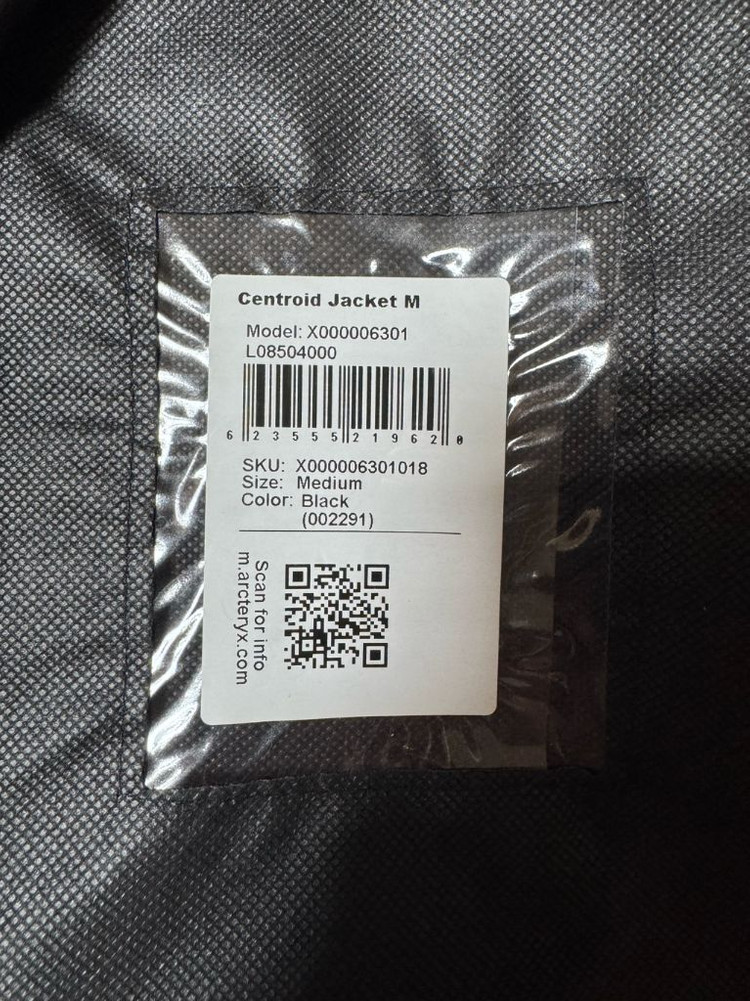 Centroid Jacket M
Model: X000006301
L08504000
6 23555 21962 0
SKU: X000006301018
Size: Medium
Color: Black
(002291)
Scan for info
m.arcteryx.com